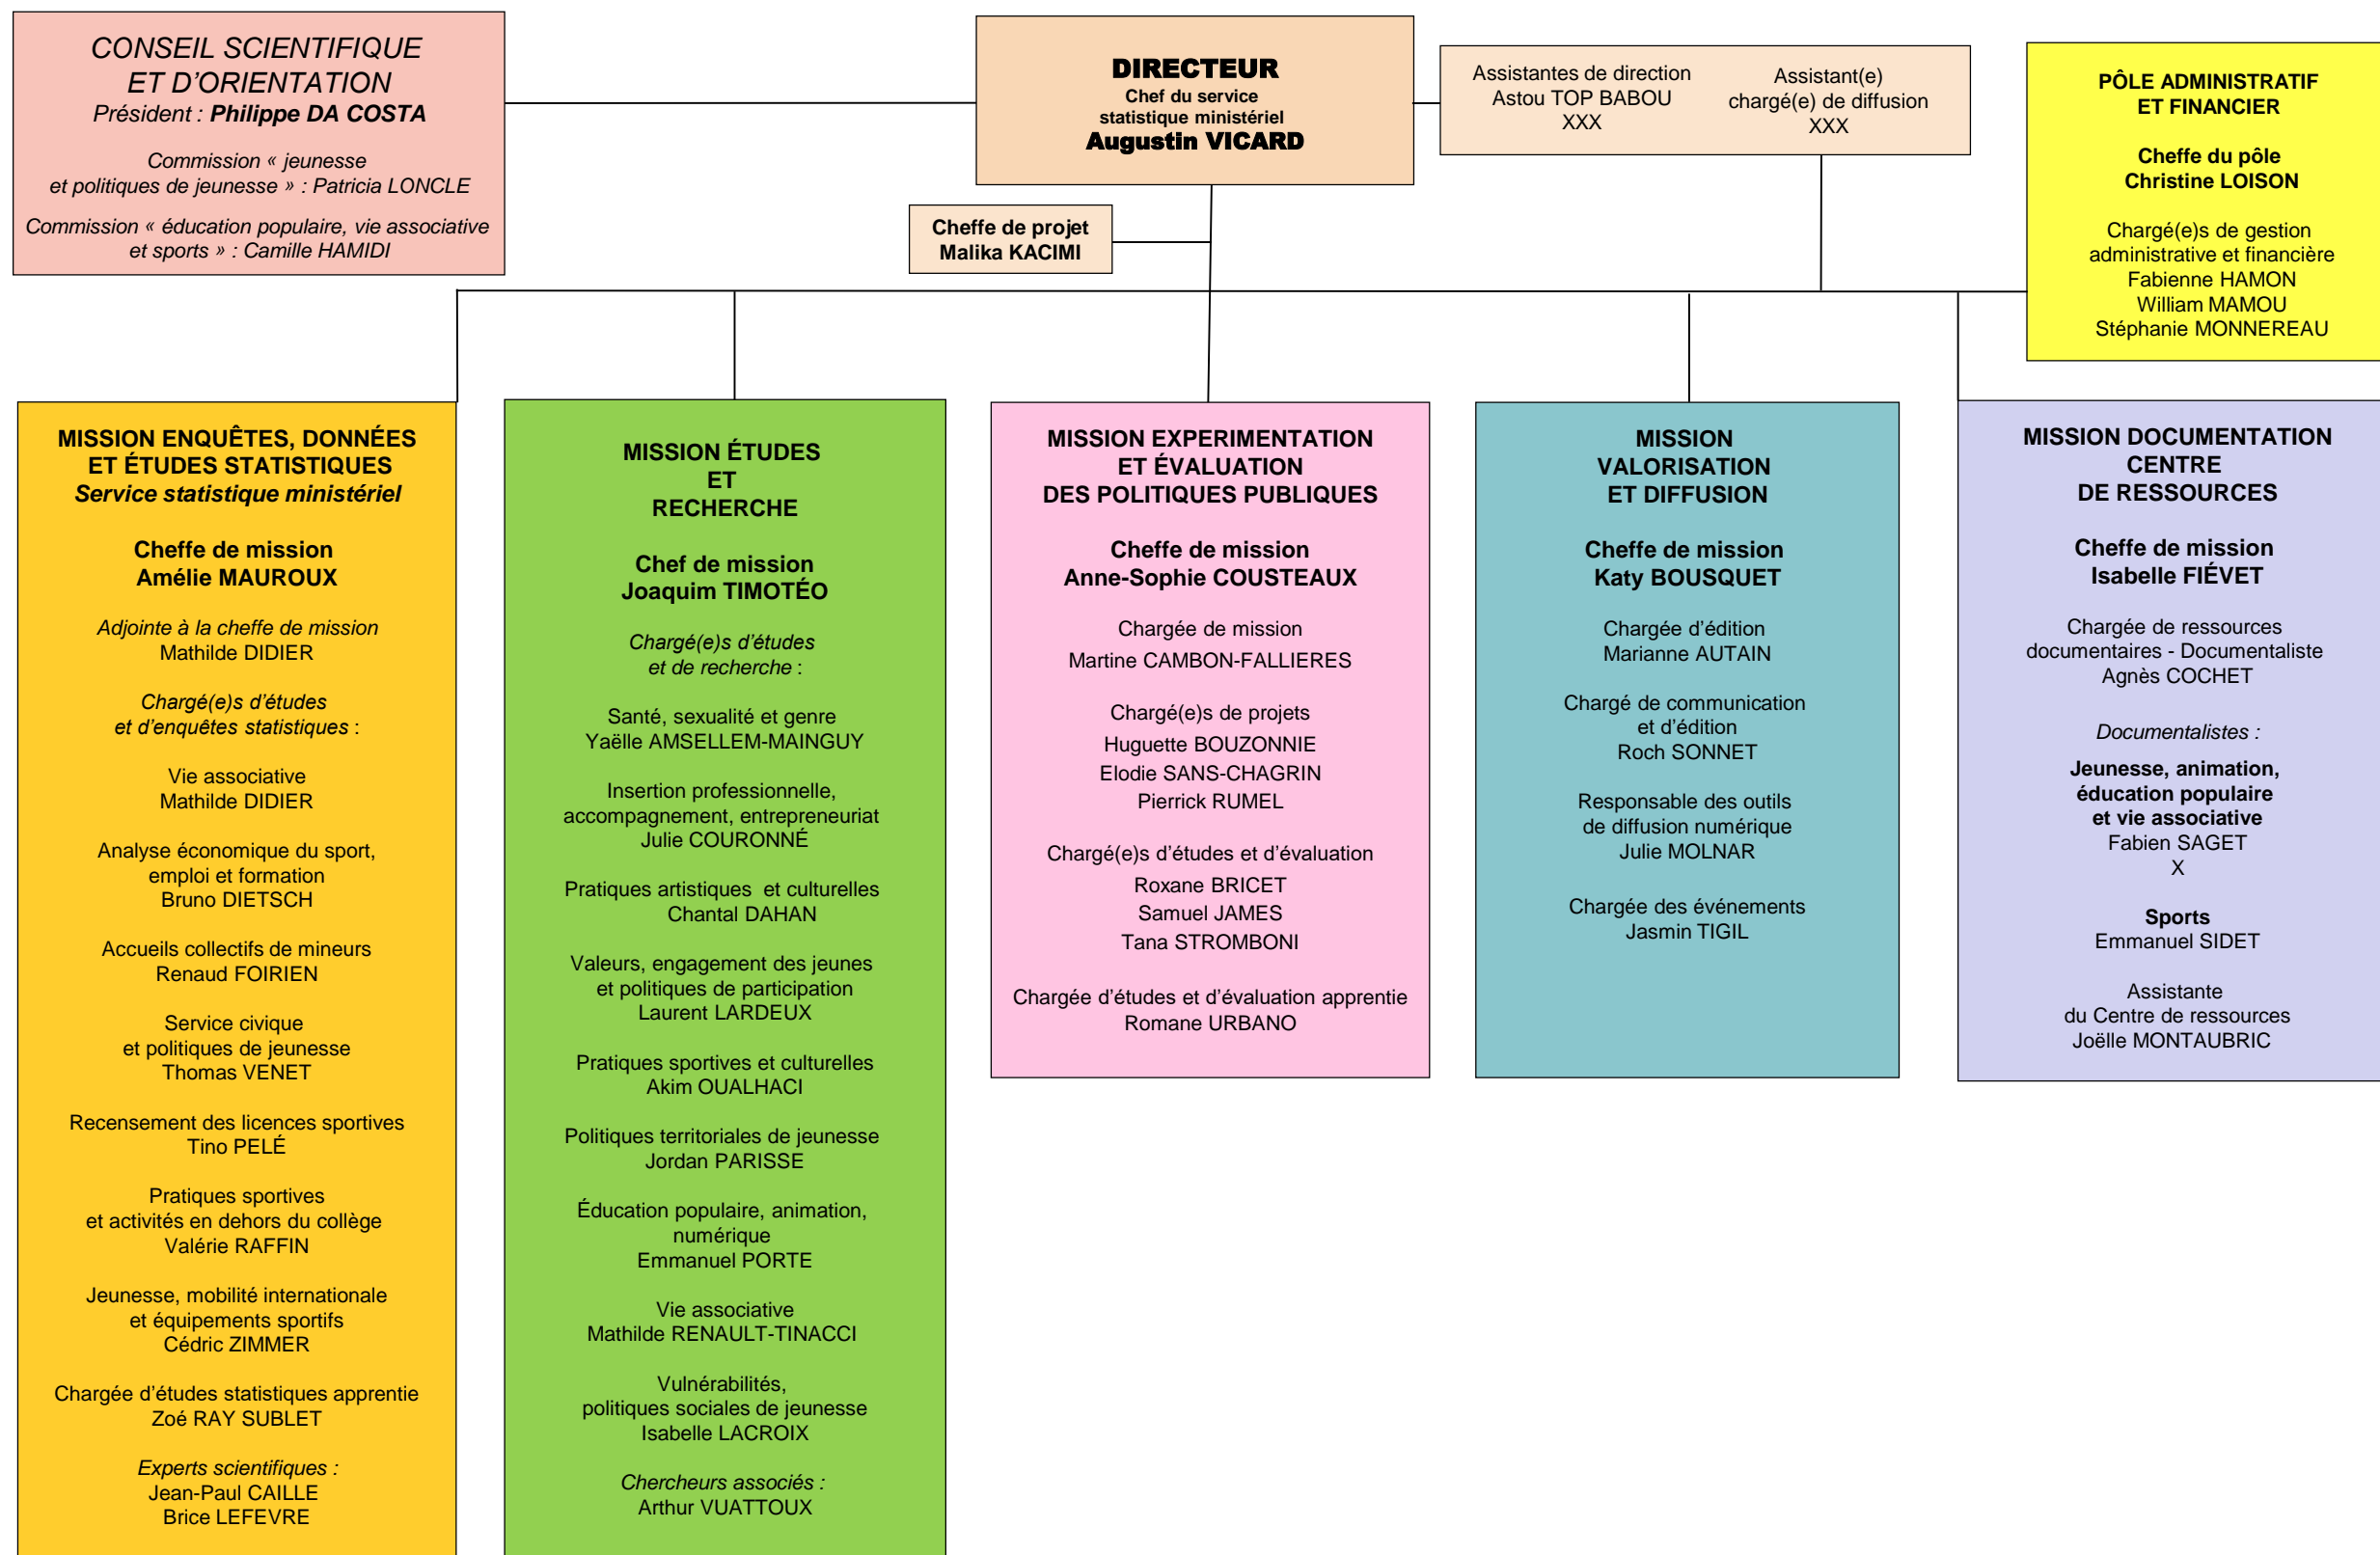 CONSEIL SCIENTIFIQUE
ET D'ORIENTATION
Président : Philippe DA COSTA
Commission « jeunesse
et politiques de jeunesse » : Patricia LONCLE
Commission « éducation populaire, vie associative
et sports » : Camille HAMIDI
DIRECTEUR
Chef du service
statistique ministériel
Augustin VICARD
Assistantes de direction
Astou TOP BABOU
XXX
Assistant(e)
chargé(e) de diffusion
XXX
PÔLE ADMINISTRATIF
ET FINANCIER
Cheffe du pôle
Christine LOISON
Chargé(e)s de gestion
administrative et financière
Fabienne HAMON
William MAMOU
Stéphanie MONNEREAU
Cheffe de projet
Malika KACIMI
MISSION ENQUÊTES, DONNÉES
ET ÉTUDES STATISTIQUES
Service statistique ministériel
Cheffe de mission
Amélie MAUROUX
Adjointe à la cheffe de mission
Mathilde DIDIER
Chargé(e)s d'études
et d'enquêtes statistiques :
Vie associative
Mathilde DIDIER
Analyse économique du sport,
emploi et formation
Bruno DIETSCH
Accueils collectifs de mineurs
Renaud FOIRIEN
Service civique
et politiques de jeunesse
Thomas VENET
Recensement des licences sportives
Tino PELÉ
Pratiques sportives
et activités en dehors du collège
Valérie RAFFIN
Jeunesse, mobilité internationale
et équipements sportifs
Cédric ZIMMER
Chargée d'études statistiques apprentie
Zoé RAY SUBLET
Experts scientifiques :
Jean-Paul CAILLE
Brice LEFEVRE
MISSION ÉTUDES
ET
RECHERCHE
Chef de mission
Joaquim TIMOTÉO
Chargé(e)s d'études
et de recherche :
Santé, sexualité et genre
Yaëlle AMSELLEM-MAINGUY
Insertion professionnelle,
accompagnement, entrepreneuriat
Julie COURONNÉ
Pratiques artistiques et culturelles
Chantal DAHAN
Valeurs, engagement des jeunes
et politiques de participation
Laurent LARDEUX
Pratiques sportives et culturelles
Akim OUALHACI
Politiques territoriales de jeunesse
Jordan PARISSE
Éducation populaire, animation,
numérique
Emmanuel PORTE
Vie associative
Mathilde RENAULT-TINACCI
Vulnérabilités,
politiques sociales de jeunesse
Isabelle LACROIX
Chercheurs associés :
Arthur VUATTOUX
MISSION EXPERIMENTATION
ET ÉVALUATION
DES POLITIQUES PUBLIQUES
Cheffe de mission
Anne-Sophie COUSTEAUX
Chargée de mission
Martine CAMBON-FALLIERES
Chargé(e)s de projets
Huguette BOUZONNIE
Elodie SANS-CHAGRIN
Pierrick RUMEL
Chargé(e)s d'études et d'évaluation
Roxane BRICET
Samuel JAMES
Tana STROMBONI
Chargée d'études et d'évaluation apprentie
Romane URBANO
MISSION
VALORISATION
ET DIFFUSION
Cheffe de mission
Katy BOUSQUET
Chargée d'édition
Marianne AUTAIN
Chargé de communication
et d'édition
Roch SONNET
Responsable des outils
de diffusion numérique
Julie MOLNAR
Chargée des événements
Jasmin TIGIL
MISSION DOCUMENTATION
CENTRE
DE RESSOURCES
Cheffe de mission
Isabelle FIÉVET
Chargée de ressources
documentaires - Documentaliste
Agnès COCHET
Documentalistes :
Jeunesse, animation,
éducation populaire
et vie associative
Fabien SAGET
X
Sports
Emmanuel SIDET
Assistante
du Centre de ressources
Joëlle MONTAUBRIC